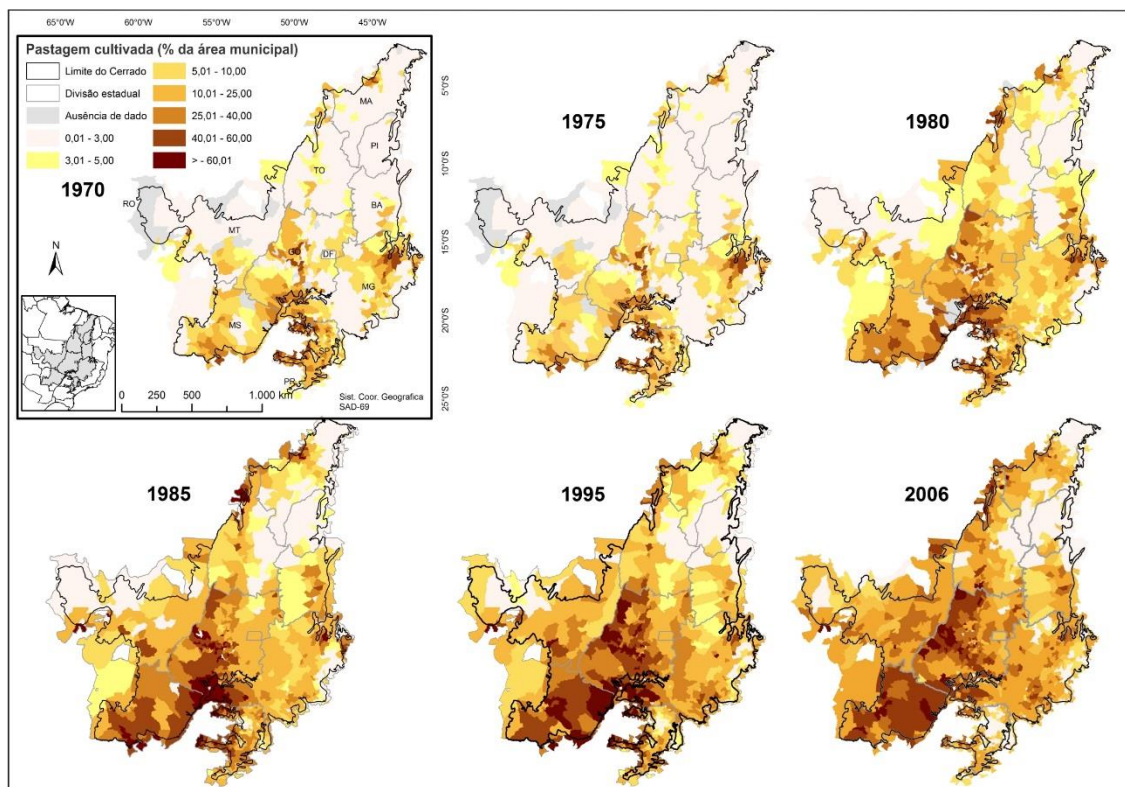 65°0'W 60°0'W 55°0'W 50°0'W 45°0'W
Pastagem cultivada (% da área municipal)
Limite do Cerrado
Divisão estadual
Ausência de dado
0,01 - 3,00
3,01 - 5,00
5,01 - 10,00
10,01 - 25,00
25,01 - 40,00
40,01 - 60,00
> - 60,01
1970
MA
PI
TO
BA
RO
MT
GO
DF
MG
MS
SP
PR
N
0 250 500 1.000 km
Sist. Coor. Geografica
SAD-69
5°0'S
10°0'S
15°0'S
20°0'S
25°0'S
1975
1980
1985
1995
2006